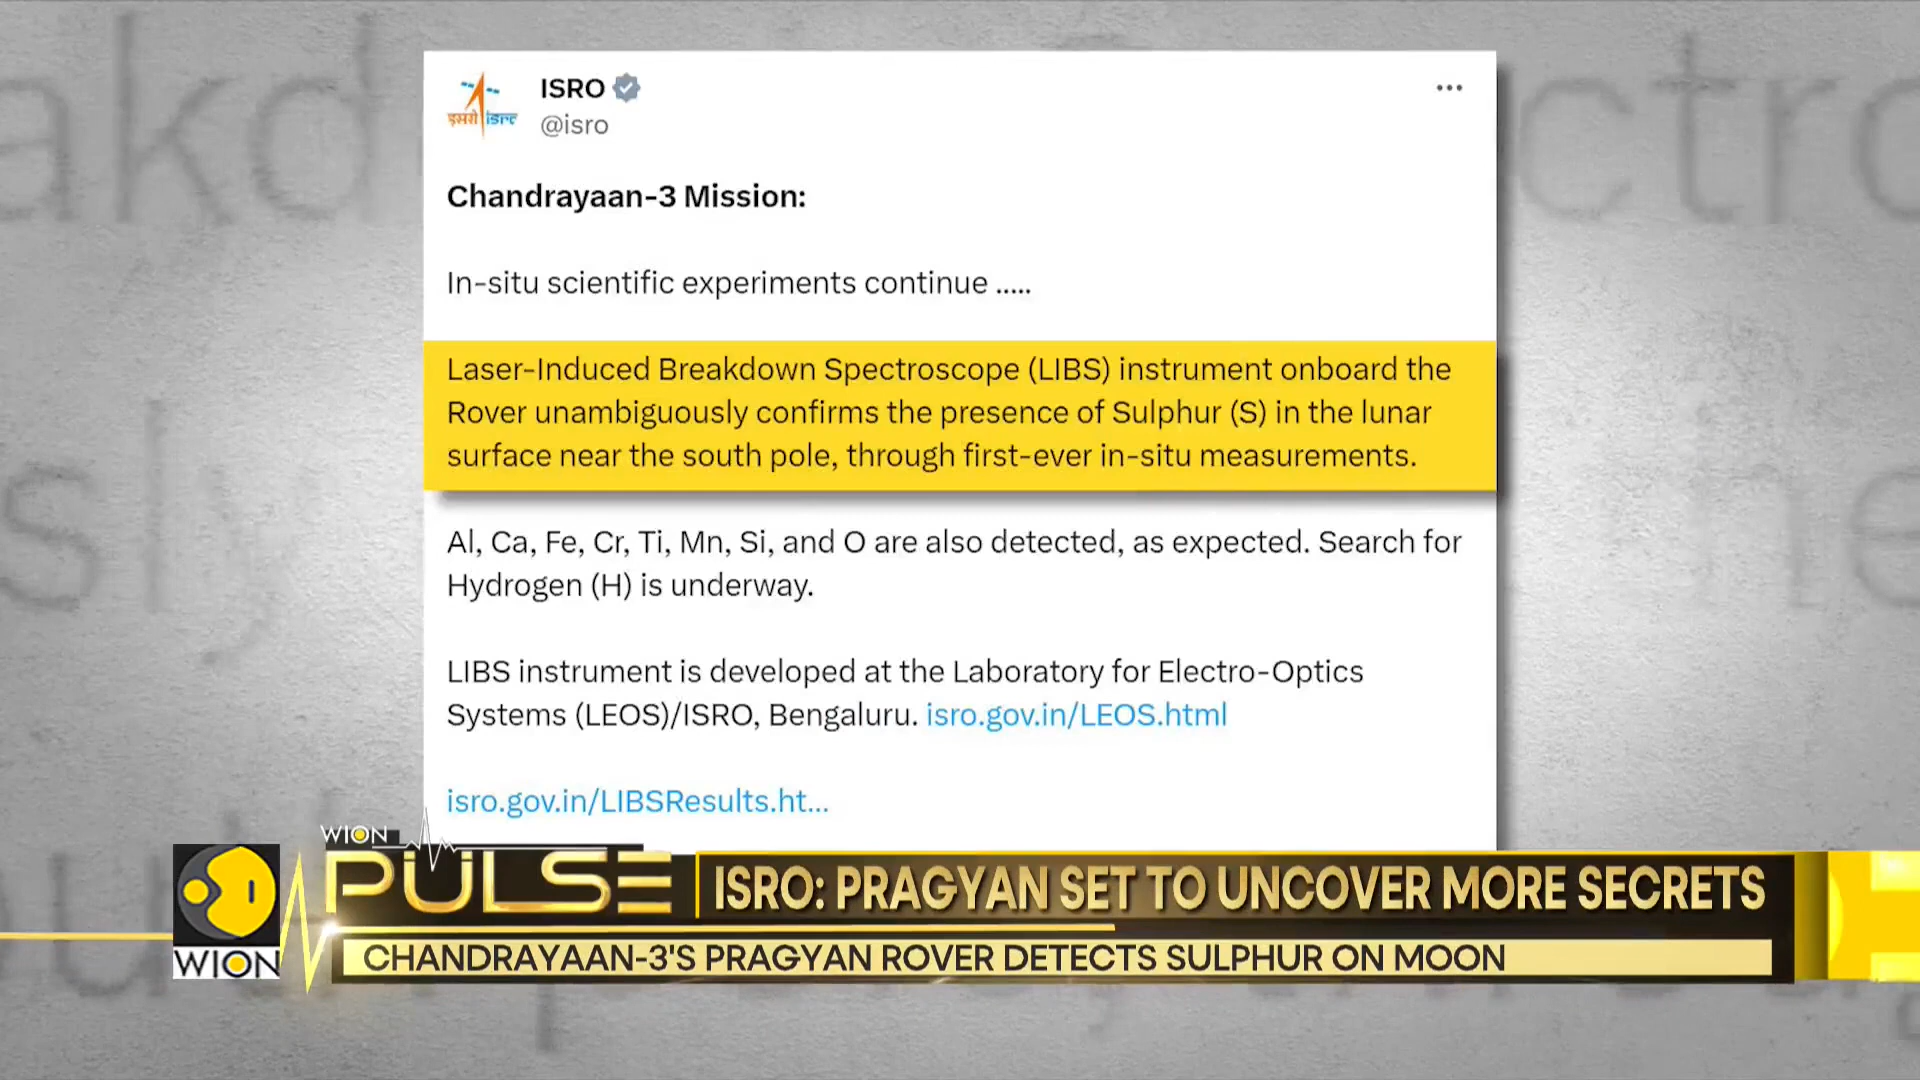 ISRO
@isro
इसरो isro
Chandrayaan-3 Mission:
In-situ scientific experiments continue .....
Laser-Induced Breakdown Spectroscope (LIBS) instrument onboard the
Rover unambiguously confirms the presence of Sulphur (S) in the lunar
surface near the south pole, through first-ever in-situ measurements.
Al, Ca, Fe, Cr, Ti, Mn, Si, and O are also detected, as expected. Search for
Hydrogen (H) is underway.
LIBS instrument is developed at the Laboratory for Electro-Optics
Systems (LEOS)/ISRO, Bengaluru. isro.gov.in/LEOS.html
isro.gov.in/LIBSResults.ht...
WION
PULSE
ISRO: PRAGYAN SET TO UNCOVER MORE SECRETS
WION
CHANDRAYAAN-3'S PRAGYAN ROVER DETECTS SULPHUR ON MOON